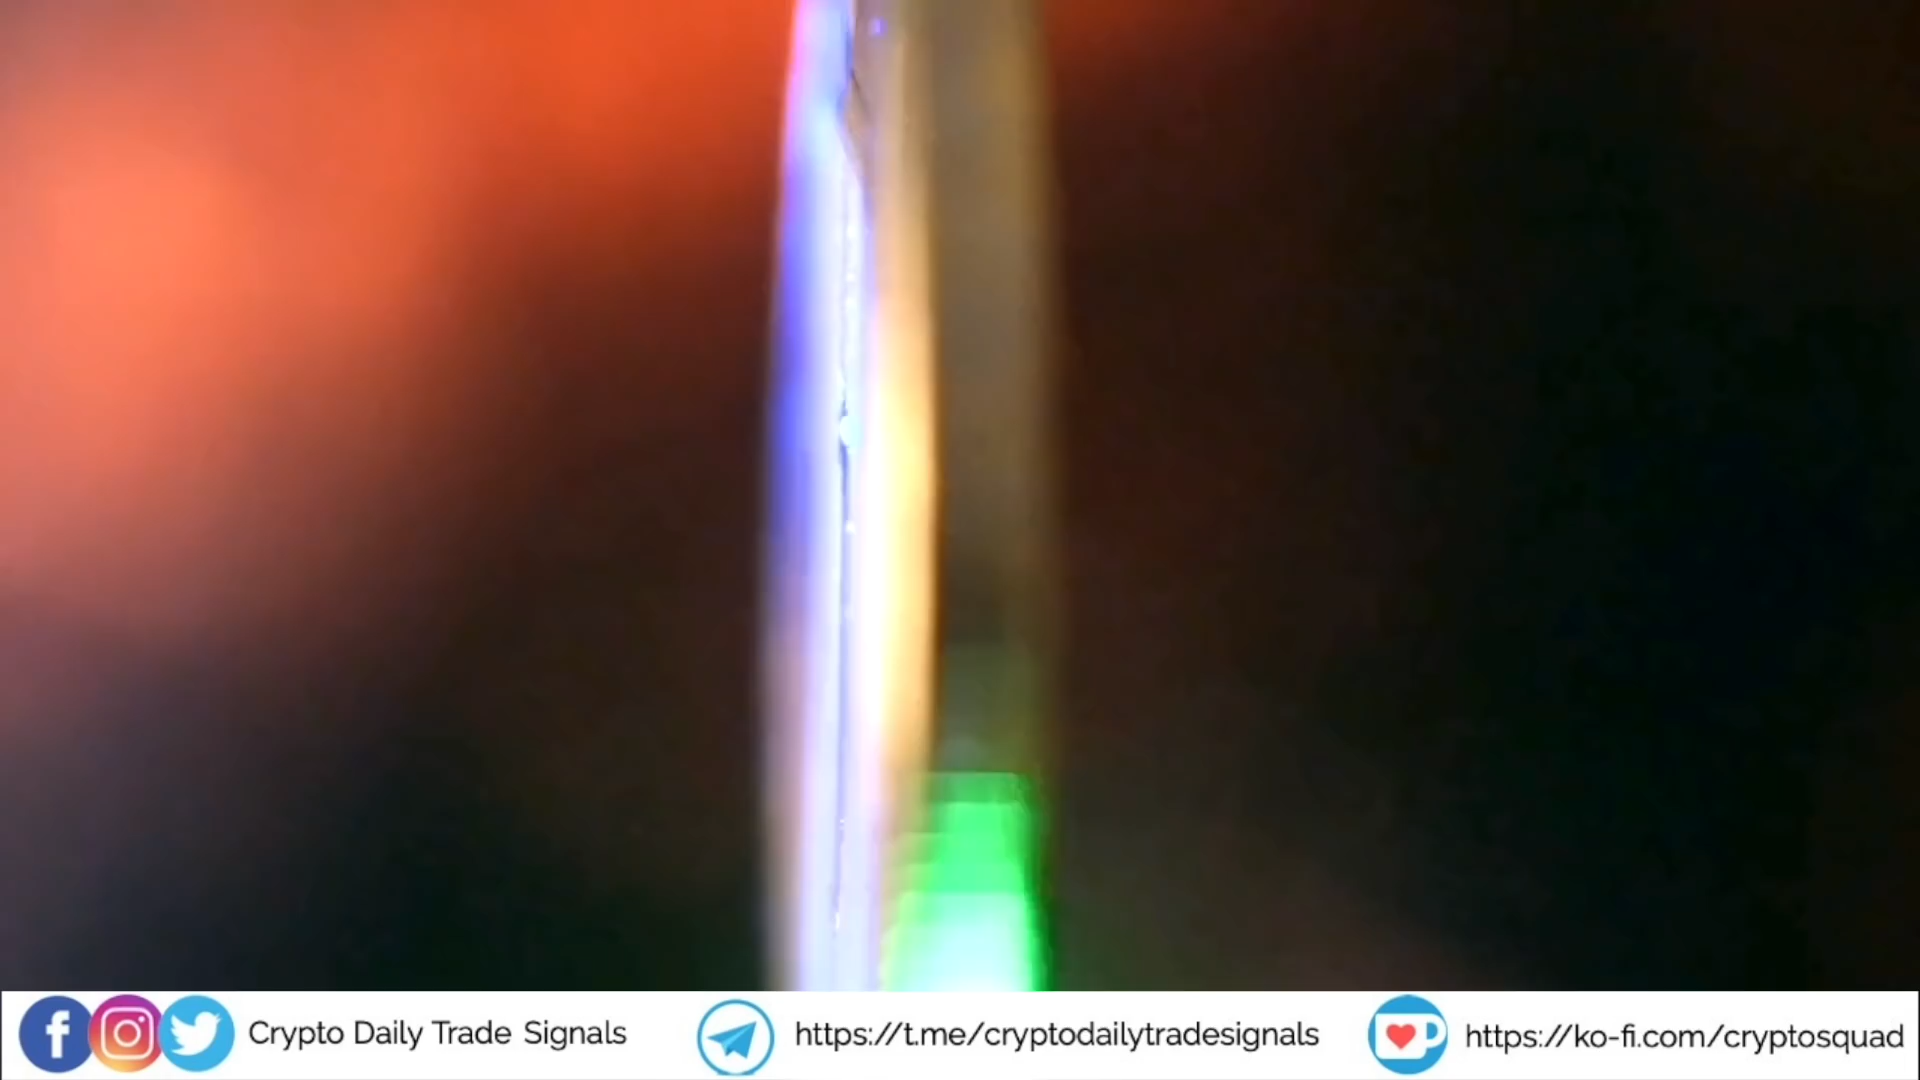 Crypto Daily Trade Signals
https://t.me/cryptodailytradesignals
https://ko-fi.com/cryptosquad